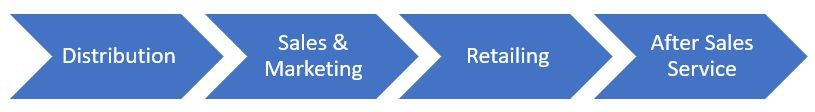 Distribution
Sales &
Marketing
Retailing
After Sales
Service